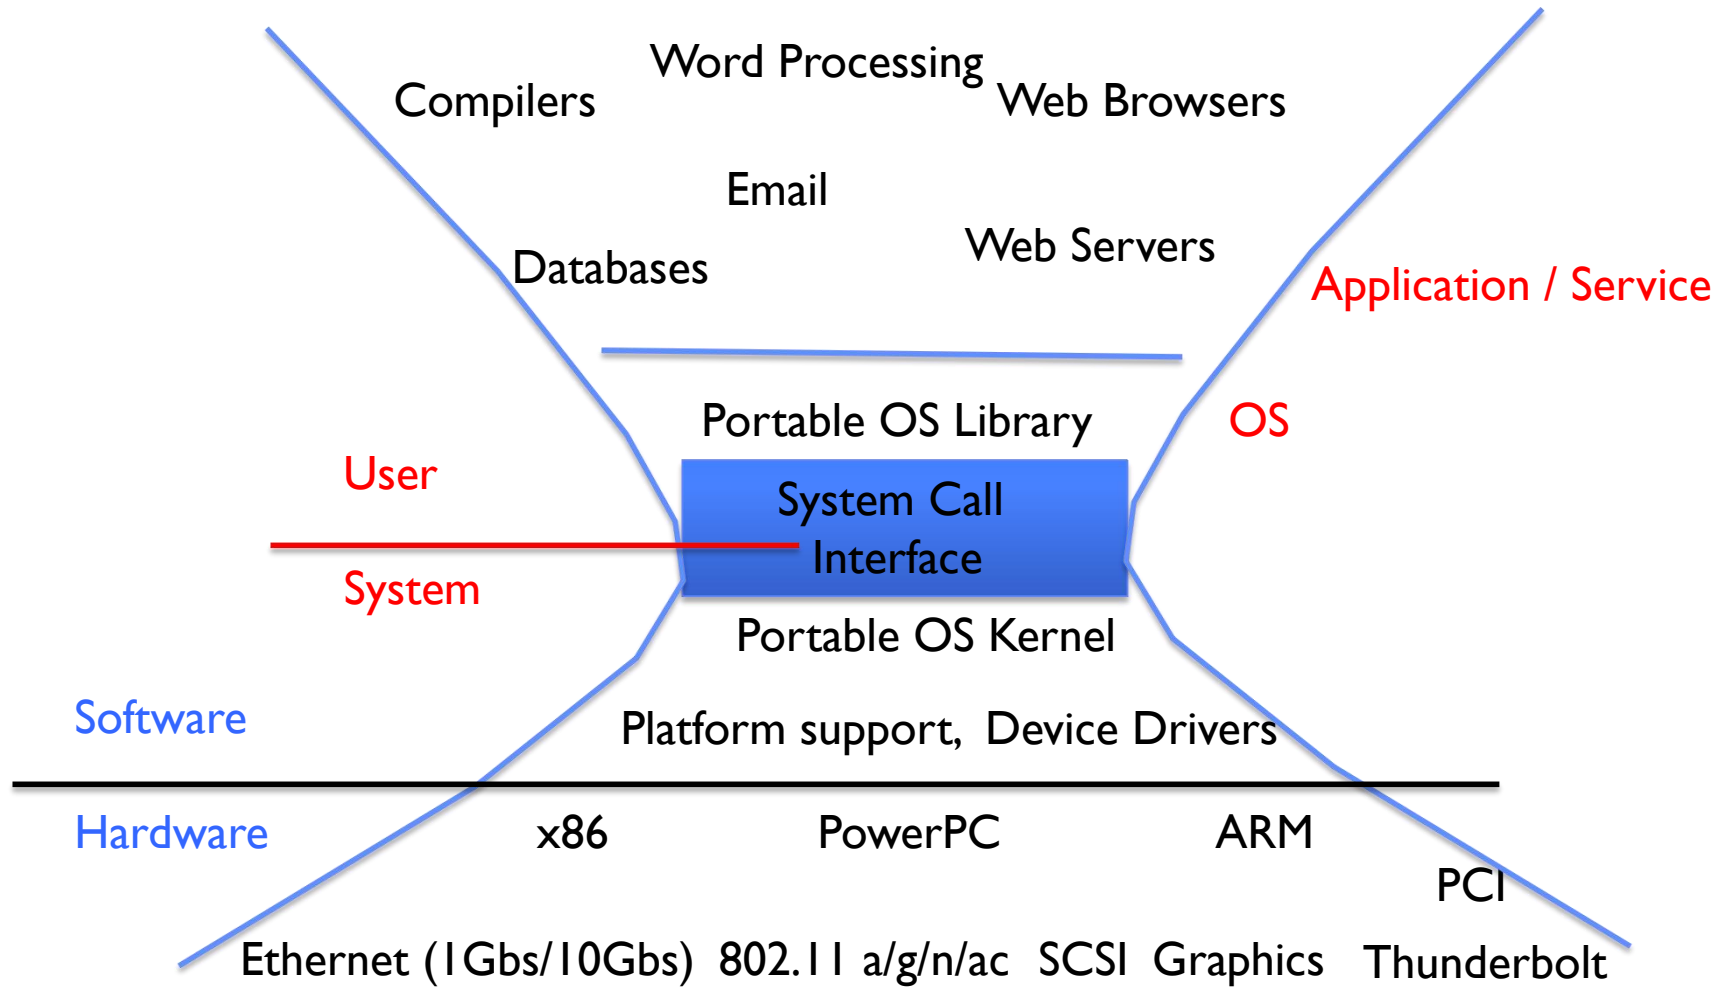 Word Processing
Compilers
Web Browsers
Email
Web Servers
Databases
Application / Service
Portable OS Library
OS
User
System Call
Interface
System
Portable OS Kernel
Software
Platform support, Device Drivers
Hardware
x86
PowerPC
ARM
PCI
Ethernet (1Gbs/10Gbs)
802.11 a/g/n/ac
SCSI
Graphics
Thunderbolt